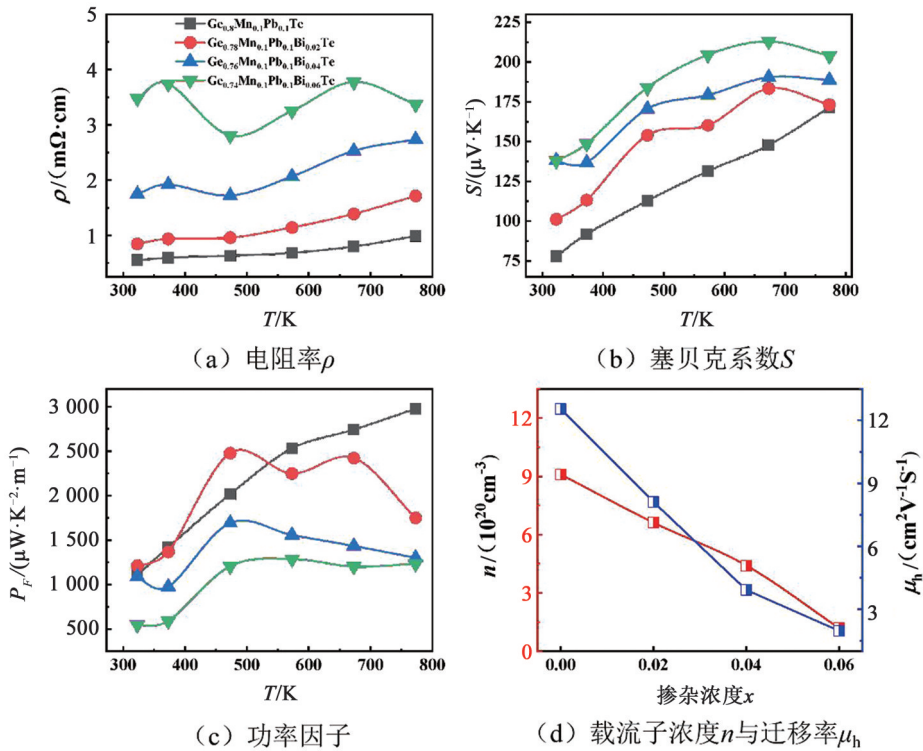 5
4
3
2
1
ρ/(mΩ·cm)
Ge0.8Mn0.1Pb0.1Te
Ge0.78Mn0.1Pb0.1Bi0.02Te
Ge0.76Mn0.1Pb0.1Bi0.04Te
Ge0.74Mn0.1Pb0.1Bi0.06Te
300 400 500 600 700 800
T/K
(a) 电阻率ρ
225
200
175
150
125
100
75
S/(μV·K⁻¹)
300 400 500 600 700 800
T/K
(b) 塞贝克系数S
3 000
2 500
2 000
1 500
1 000
500
P_F/(μW·K⁻²·m⁻¹)
300 400 500 600 700 800
T/K
(c) 功率因子
12
9
6
3
0
n/(10²⁰cm⁻³)
12
9
6
3
μh/(cm²V⁻¹S⁻¹)
0.00 0.02 0.04 0.06
掺杂浓度x
(d) 载流子浓度n与迁移率μh